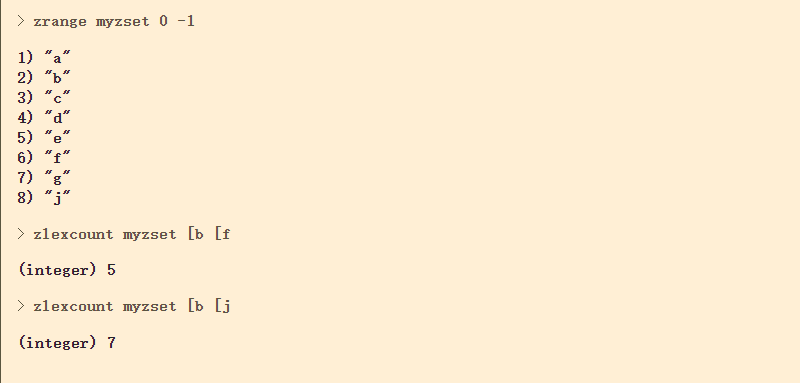 > zrange myzset 0 -1
1) "a"
2) "b"
3) "c"
4) "d"
5) "e"
6) "f"
7) "g"
8) "j"
> zlexcount myzset [b [f
(integer) 5
> zlexcount myzset [b [j
(integer) 7